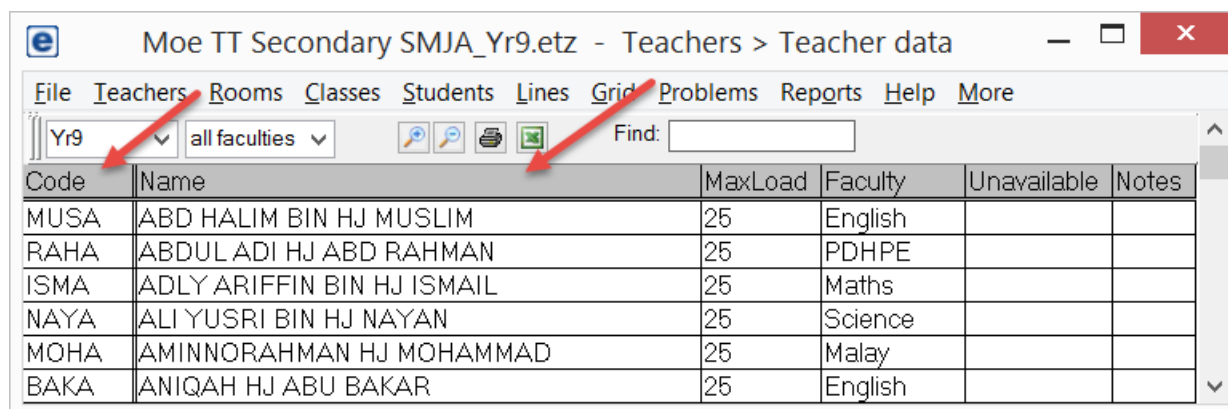 e Moe TT Secondary SMJA_Yr9.etz - Teachers > Teacher data
File Teachers Rooms Classes Students Lines Grid Problems Reports Help More
Yr9 all faculties Find:
Code Name MaxLoad Faculty Unavailable Notes
MUSA ABD HALIM BIN HJ MUSLIM 25 English
RAHA ABDUL ADI HJ ABD RAHMAN 25 PDHPE
ISMA ADLY ARIFFIN BIN HJ ISMAIL 25 Maths
NAYA ALI YUSRI BIN HJ NAYAN 25 Science
MOHA AMINNORAHMAN HJ MOHAMMAD 25 Malay
BAKA ANIQAH HJ ABU BAKAR 25 English